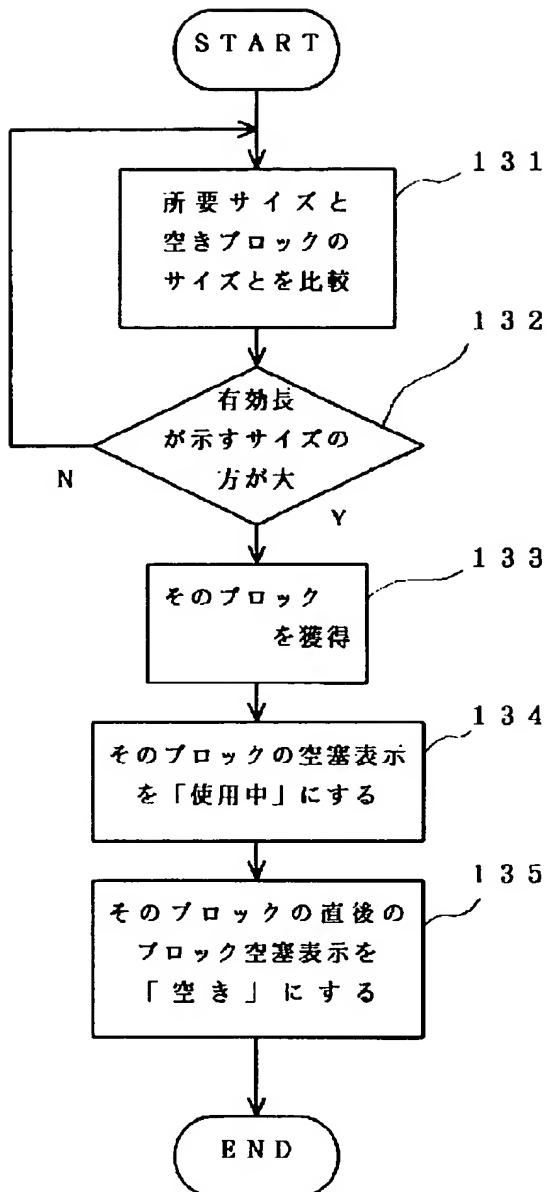 START
131
所要サイズと
空きブロックの
サイズとを比較
132
有効長
が示すサイズの
方が大
N
Y
133
そのブロック
を獲得
134
そのブロックの空塞表示
を「使用中」にする
135
そのブロックの直後の
ブロック空塞表示を
「空き」にする
END